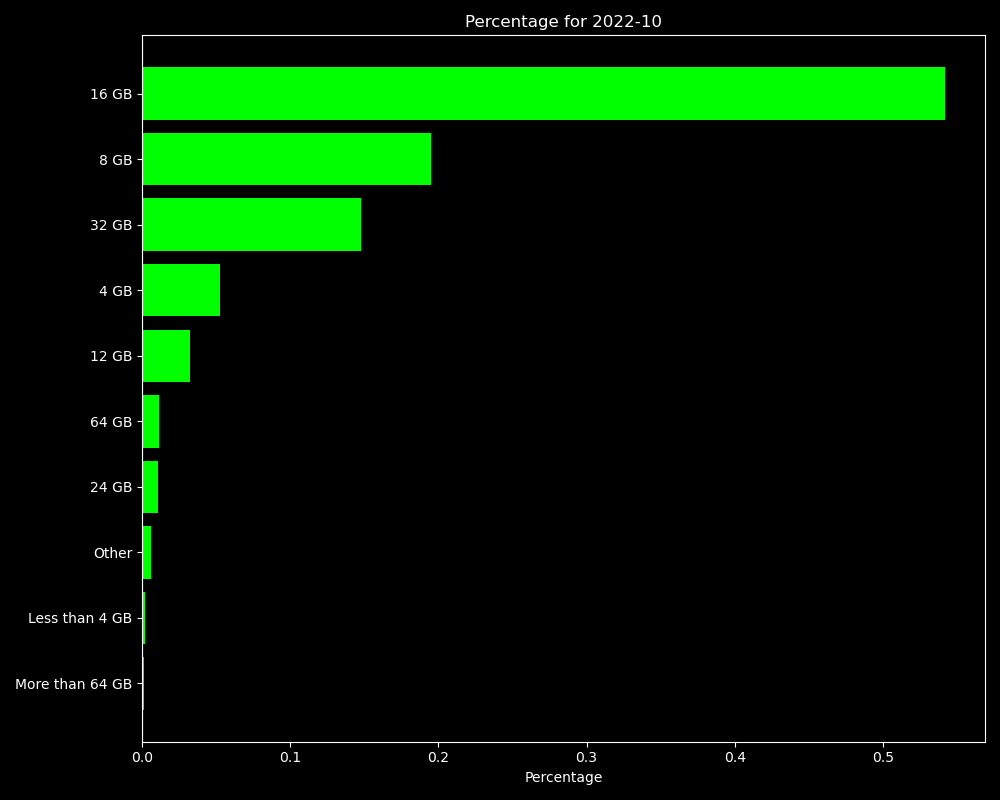 Percentage for 2022-10
16 GB
8 GB
32 GB
4 GB
12 GB
64 GB
24 GB
Other
Less than 4 GB
More than 64 GB
0.0 0.1 0.2 0.3 0.4 0.5
Percentage